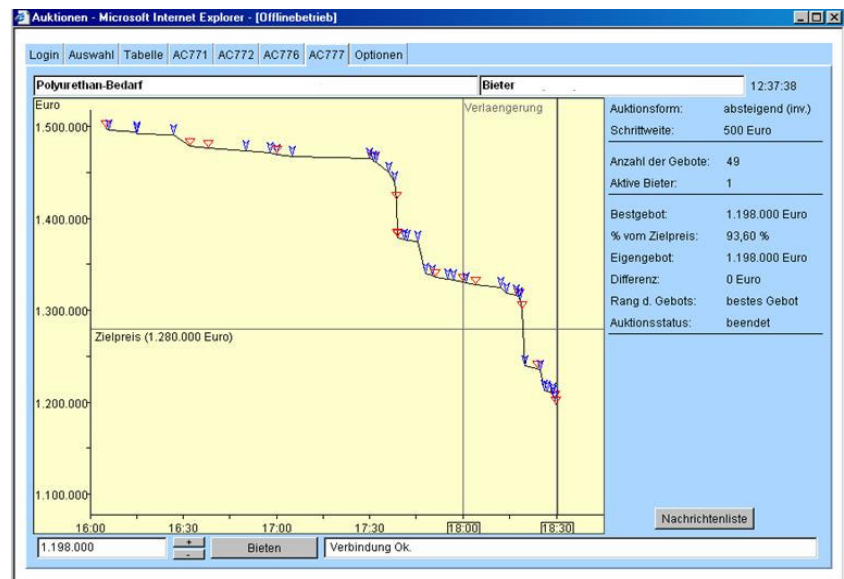 Auktionen - Microsoft Internet Explorer - [Offlinebetrieb]
Login Auswahl Tabelle AC771 AC772 AC776 AC777 Optionen
Polyurethan-Bedarf Bieter 12:37:38
Euro Verlaengerung
Auktionsform: absteigend (inv.)
1.500.000
Schrittweite: 500 Euro
Anzahl der Gebote: 49
Aktive Bieter: 1
1.400.000
Bestgebot: 1.198.000 Euro
% vom Zielpreis: 93,60 %
Eigengebot: 1.198.000 Euro
Differenz: 0 Euro
1.300.000
Rang d. Gebots: bestes Gebot
Auktionsstatus: beendet
Zielpreis (1.280.000 Euro)
1.200.000
1.100.000
Nachrichtenliste
16:00 16:30 17:00 17:30 18:00 18:30
1.198.000 + - Bieten Verbindung Ok.